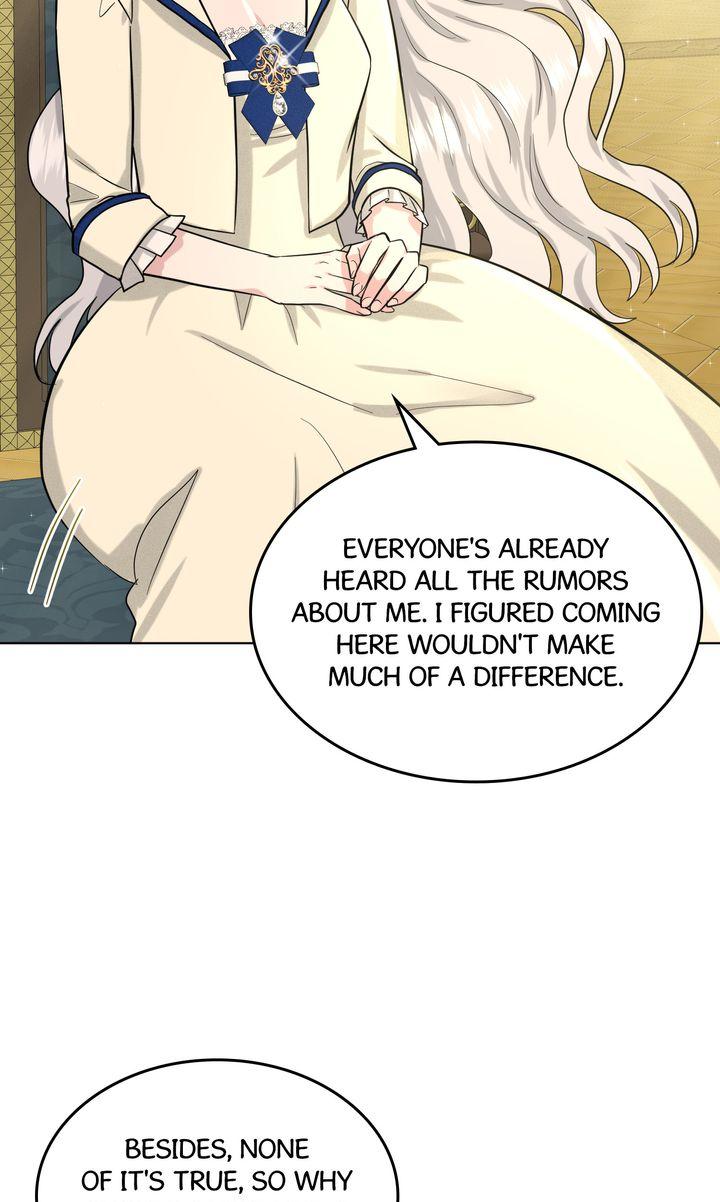 EVERYONE'S ALREADY
HEARD ALL THE RUMORS
ABOUT ME. I FIGURED COMING
HERE WOULDN'T MAKE
MUCH OF A DIFFERENCE.
BESIDES, NONE
OF IT'S TRUE, SO WHY